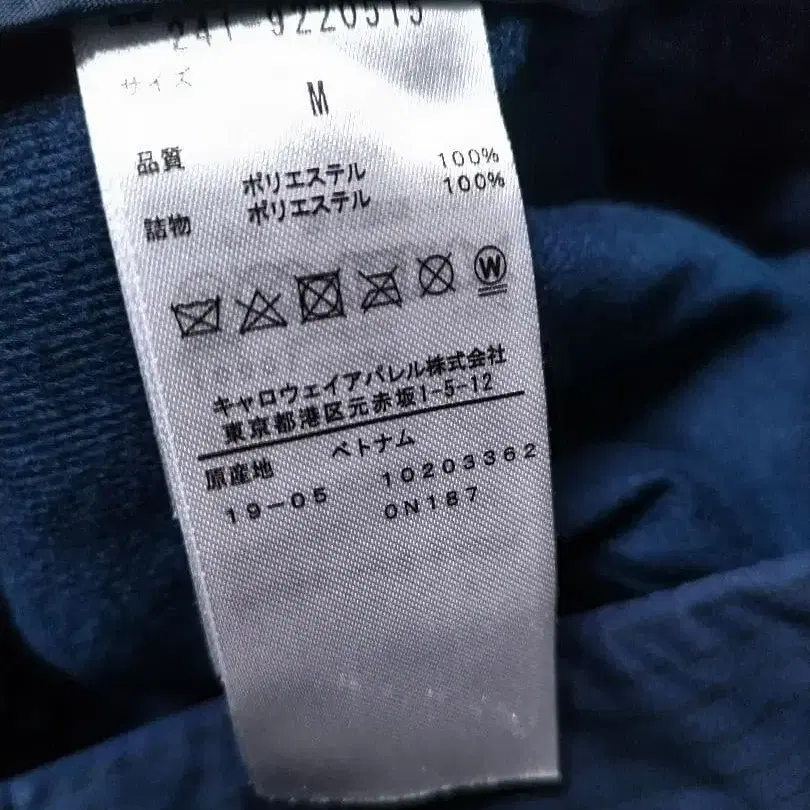 241-9220515
サイズ
M
品質 ポリエステル 100%
詰物 ポリエステル 100%
W
キャロウェイアパレル株式会社
東京都港区元赤坂1-5-12
原産地 ベトナム
19-05 10203362
0N187